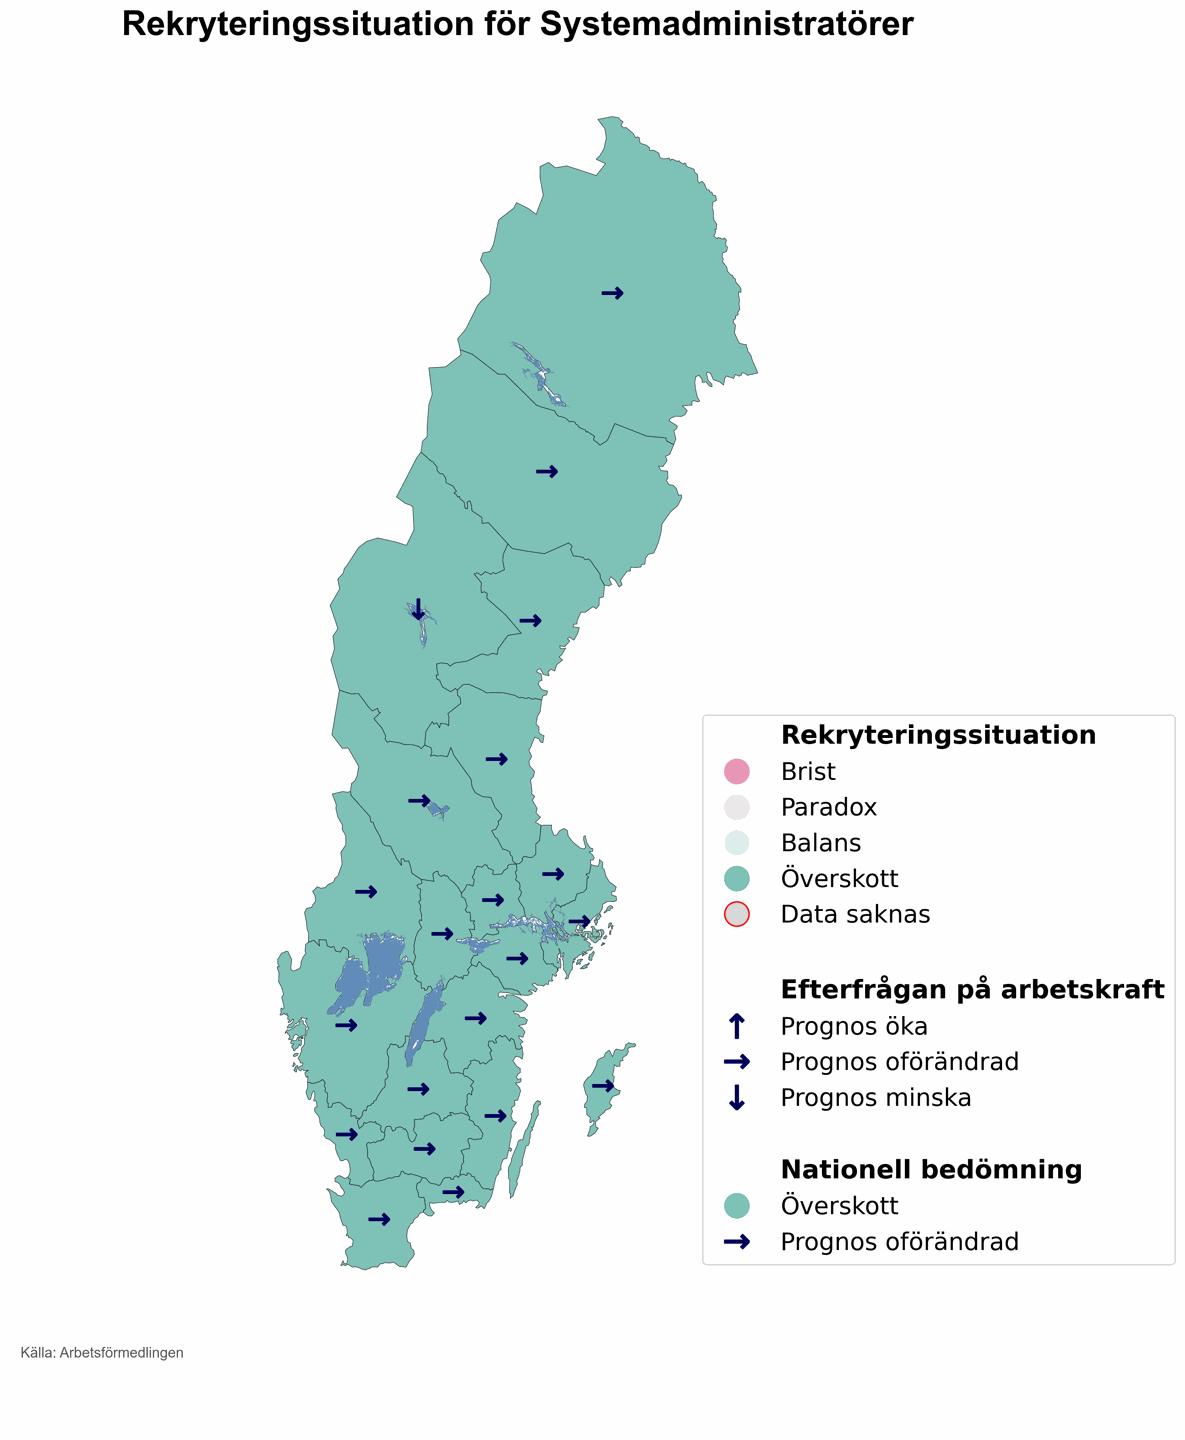 Rekryteringssituation för Systemadministratörer
Rekryteringssituation
Brist
Paradox
Balans
Överskott
Data saknas
Efterfrågan på arbetskraft
Prognos öka
Prognos oförändrad
Prognos minska
Nationell bedömning
Överskott
Prognos oförändrad
Källa: Arbetsförmedlingen